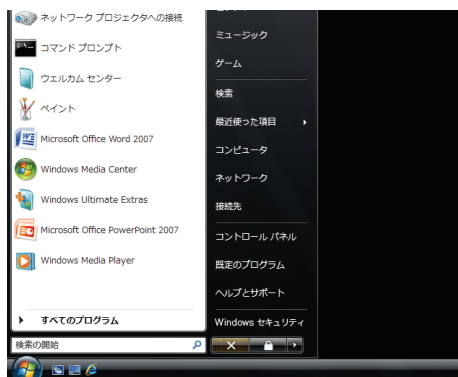 ネットワーク プロジェクタへの接続
コマンド プロンプト
ウェルカム センター
ペイント
Microsoft Office Word 2007
Windows Media Center
Windows Ultimate Extras
Microsoft Office PowerPoint 2007
Windows Media Player
すべてのプログラム
検索の開始
ミュージック
ゲーム
検索
最近使った項目
コンピュータ
ネットワーク
接続先
コントロール パネル
既定のプログラム
ヘルプとサポート
Windows セキュリティ